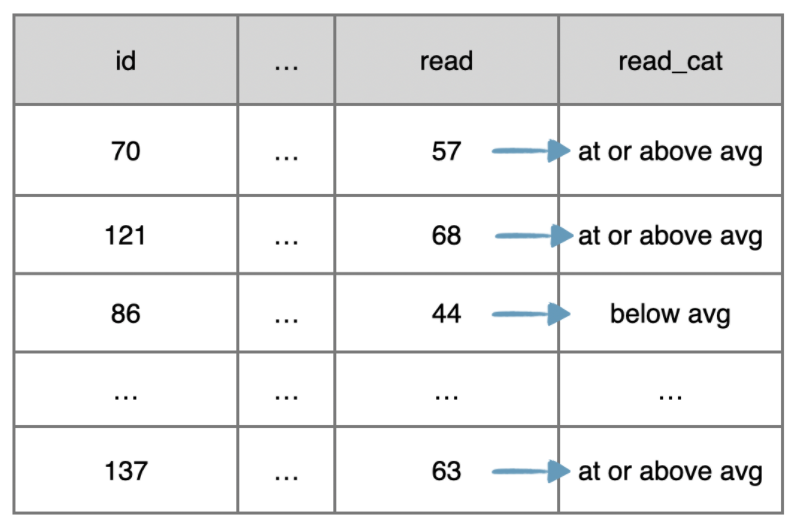 id … read read_cat
70 … 57 at or above avg
121 … 68 at or above avg
86 … 44 below avg
… … … …
137 … 63 at or above avg